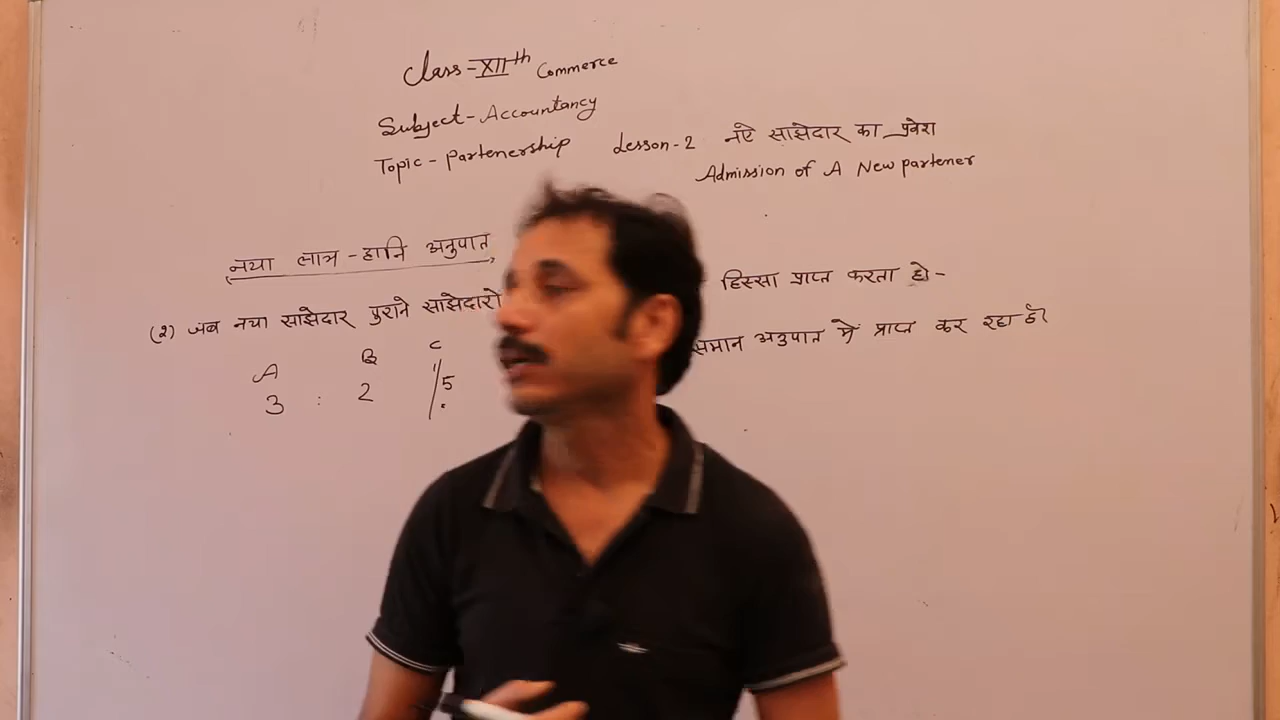 Class-XIIth Commerce
Subject-Accountancy
Topic-Partenership Lesson-2 नऐ साझेदार का प्रवेश
Admission of A New partener
नया लाभ-हानि अनुपात
(2) जब नया साझेदार पुराने साझेदारो हिस्सा प्राप्त करता हो-
समान अनुपात मे प्राप्त कर रहा हो
A B C
3 : 2 1/5